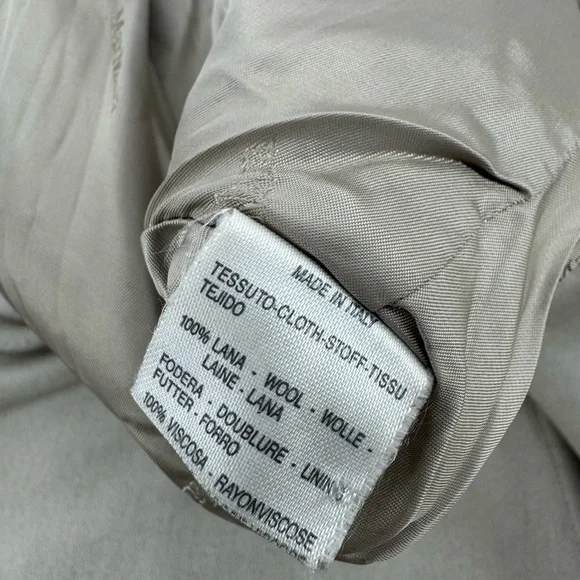 MADE IN ITALY
TESSUTO-CLOTH-STOFF-TISSU
TEJIDO
100% LANA - WOOL - WOLLE -
LAINE - LANA
FODERA - DOUBLURE - LINING
FUTTER - FORRO
100% VISCOSA - RAYONVISCOSE